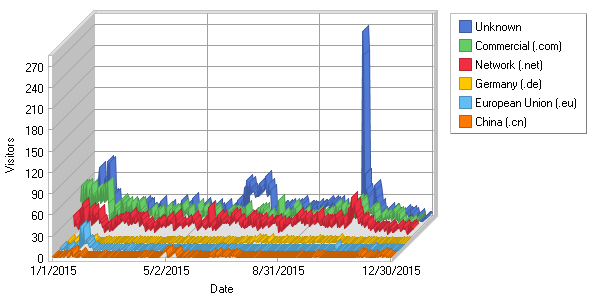 270
240
210
180
150
120
90
60
30
0
Visitors
1/1/2015
5/2/2015
8/31/2015
12/30/2015
Date
Unknown
Commercial (.com)
Network (.net)
Germany (.de)
European Union (.eu)
China (.cn)